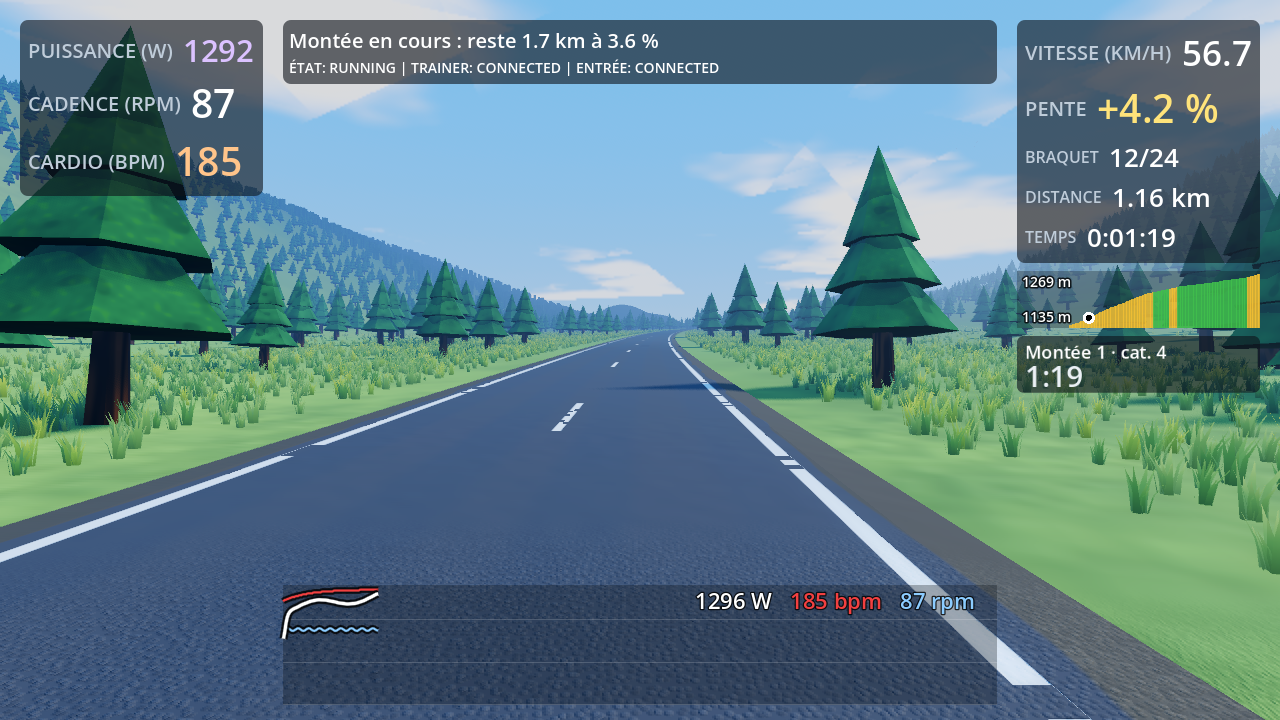 PUISSANCE (W) 1292
CADENCE (RPM) 87
CARDIO (BPM) 185
Montée en cours : reste 1.7 km à 3.6 %
ÉTAT: RUNNING | TRAINER: CONNECTED | ENTRÉE: CONNECTED
VITESSE (KM/H) 56.7
PENTE +4.2 %
BRAQUET 12/24
DISTANCE 1.16 km
TEMPS 0:01:19
1269 m
1135 m
Montée 1 · cat. 4
1:19
1296 W 185 bpm 87 rpm